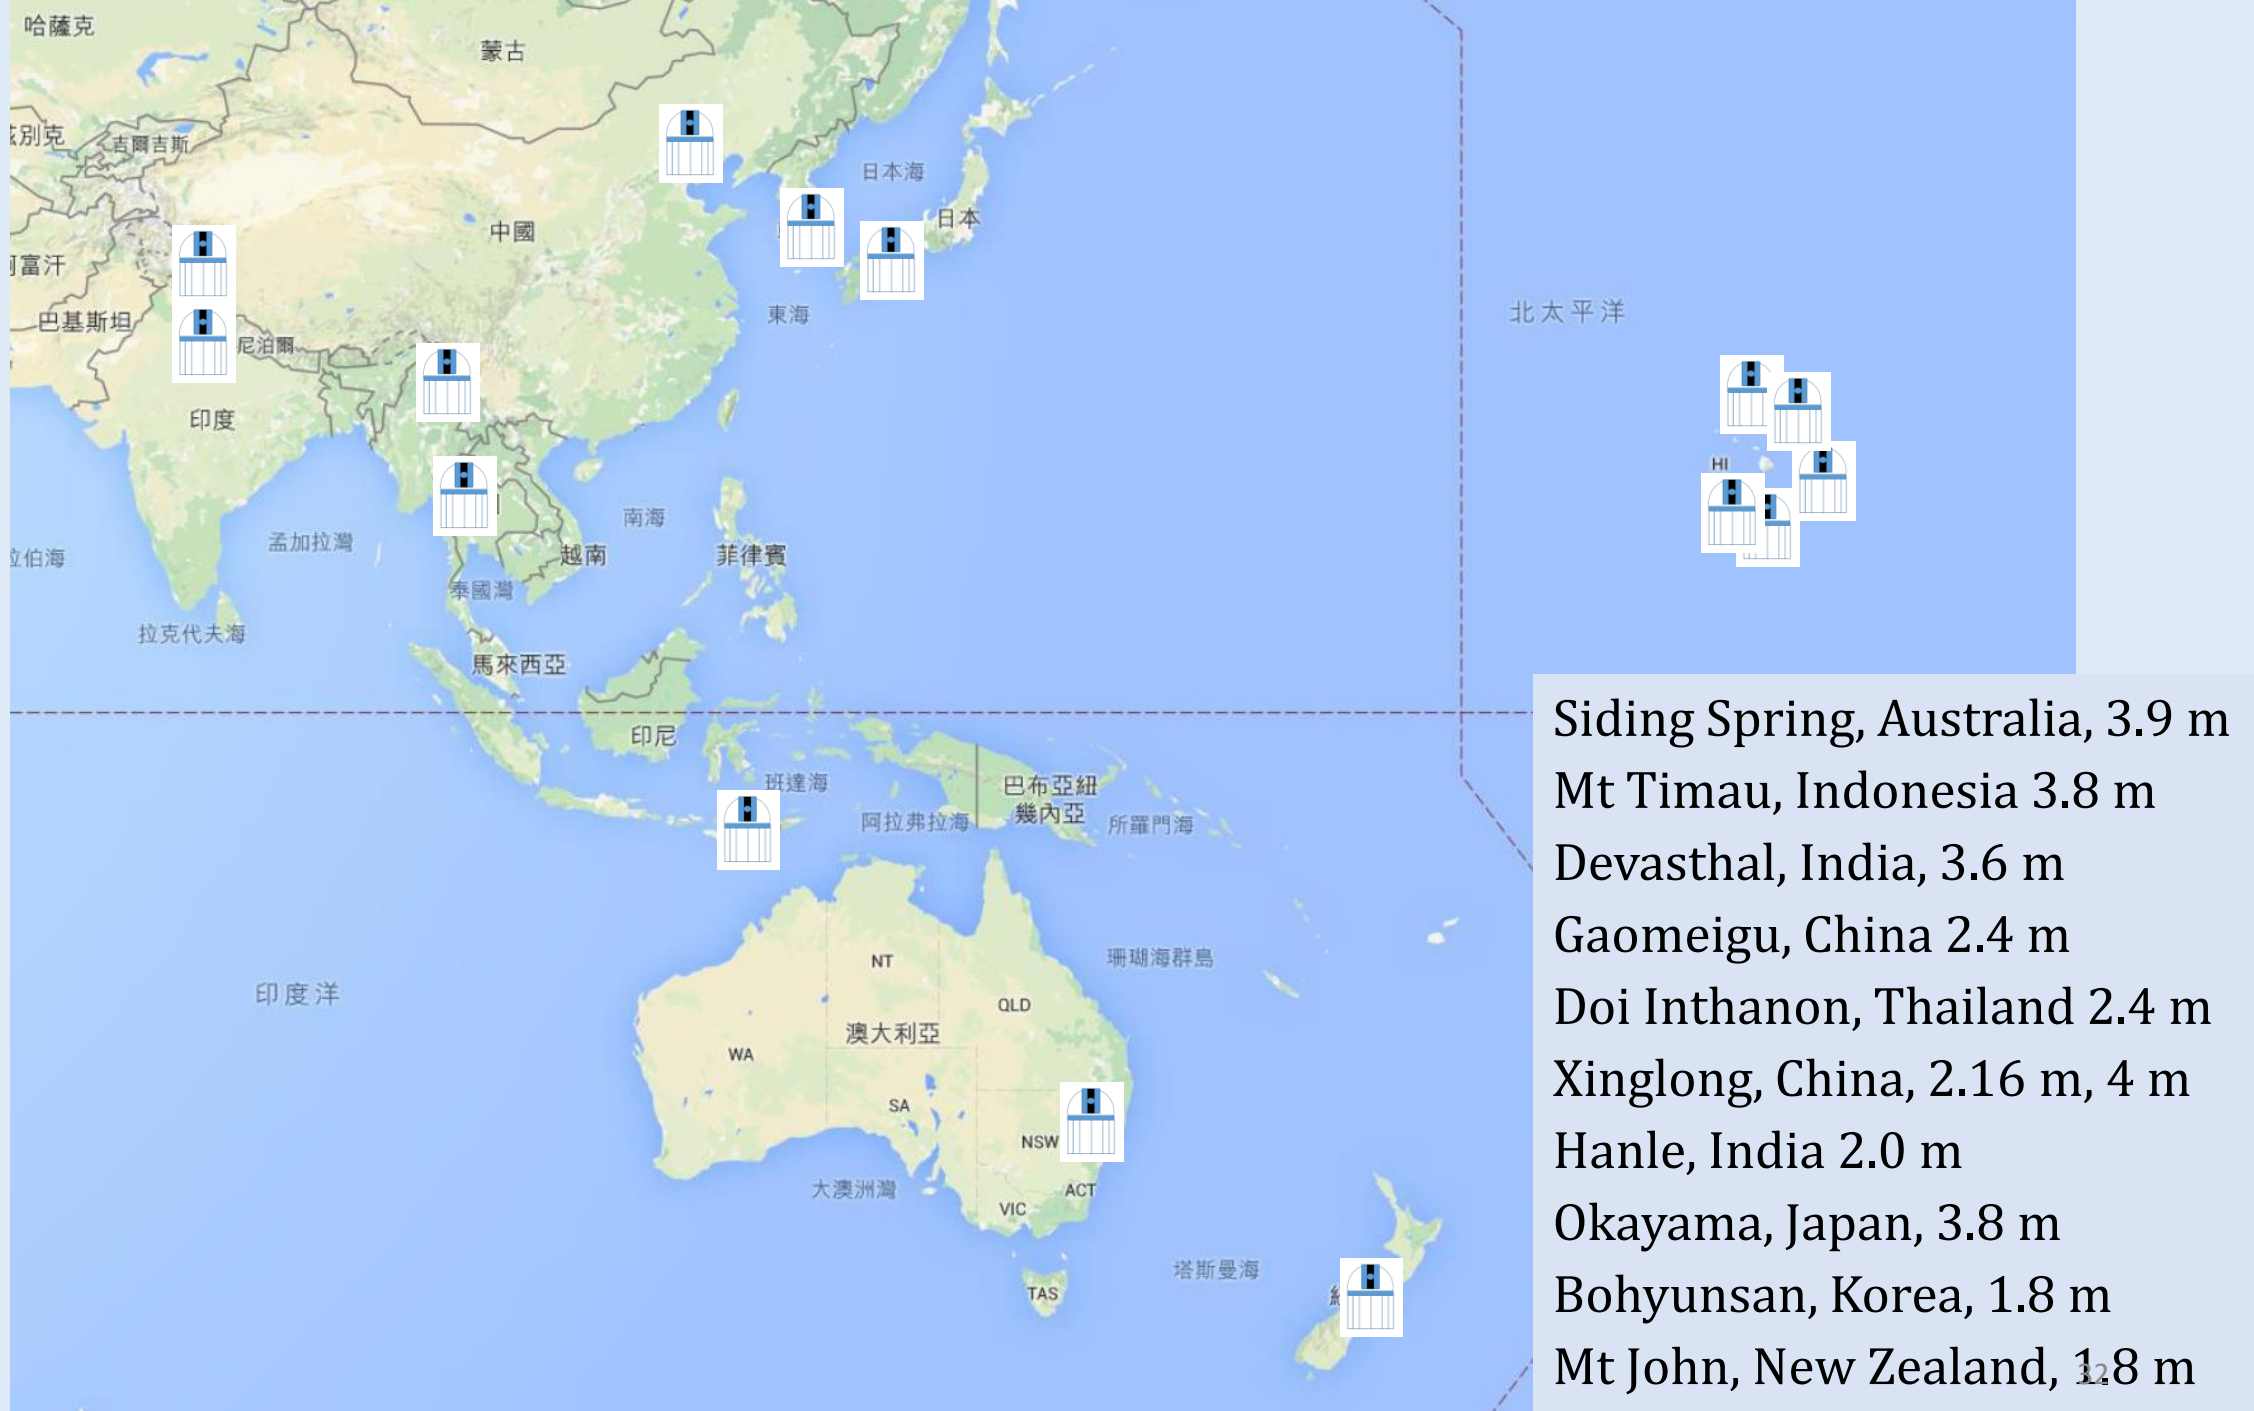 哈薩克
蒙古
別克
吉爾吉斯
日本海
日本
中國
富汗
巴基斯坦
尼泊爾
東海
北太平洋
印度
HI
南海
孟加拉灣
越南
菲律賓
伯海
泰國灣
拉克代夫海
馬來西亞
印尼
班達海
巴布亞紐
幾內亞
阿拉弗拉海
所羅門海
NT
珊瑚海群島
印度洋
QLD
澳大利亞
WA
SA
NSW
大澳洲灣
ACT
VIC
塔斯曼海
TAS
Siding Spring, Australia, 3.9 m
Mt Timau, Indonesia 3.8 m
Devasthal, India, 3.6 m
Gaomeigu, China 2.4 m
Doi Inthanon, Thailand 2.4 m
Xinglong, China, 2.16 m, 4 m
Hanle, India 2.0 m
Okayama, Japan, 3.8 m
Bohyunsan, Korea, 1.8 m
Mt John, New Zealand, 1.8 m
32